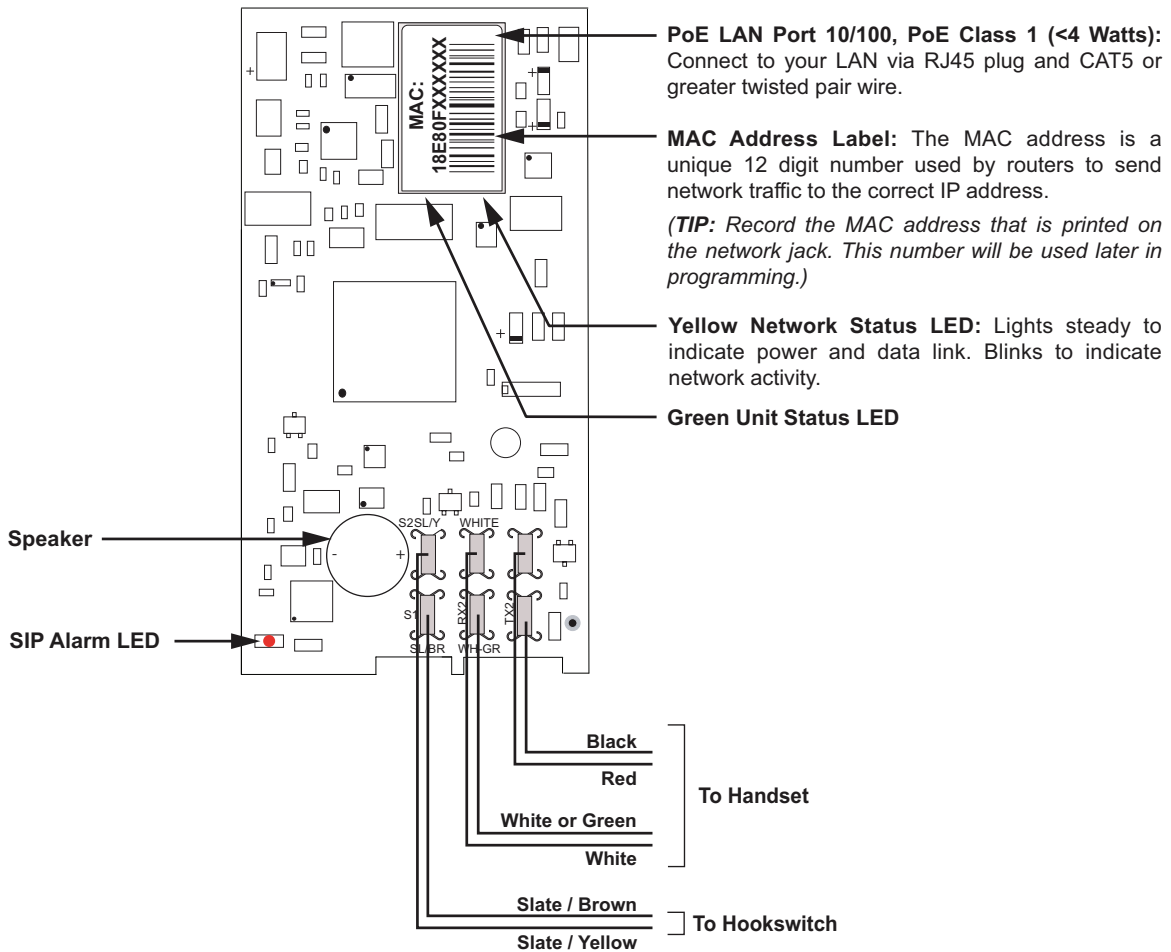 PoE LAN Port 10/100, PoE Class 1 (<4 Watts):
Connect to your LAN via RJ45 plug and CAT5 or
greater twisted pair wire.
MAC:
18E80FXXXXXX
MAC Address Label: The MAC address is a
unique 12 digit number used by routers to send
network traffic to the correct IP address.
(TIP: Record the MAC address that is printed on
the network jack. This number will be used later in
programming.)
Yellow Network Status LED: Lights steady to
indicate power and data link. Blinks to indicate
network activity.
Green Unit Status LED
S2SL/Y WHITE
Speaker
- +
S1 RX2 TX2
SIP Alarm LED
SL/BR WH-GR
Black
Red
To Handset
White or Green
White
Slate / Brown
To Hookswitch
Slate / Yellow